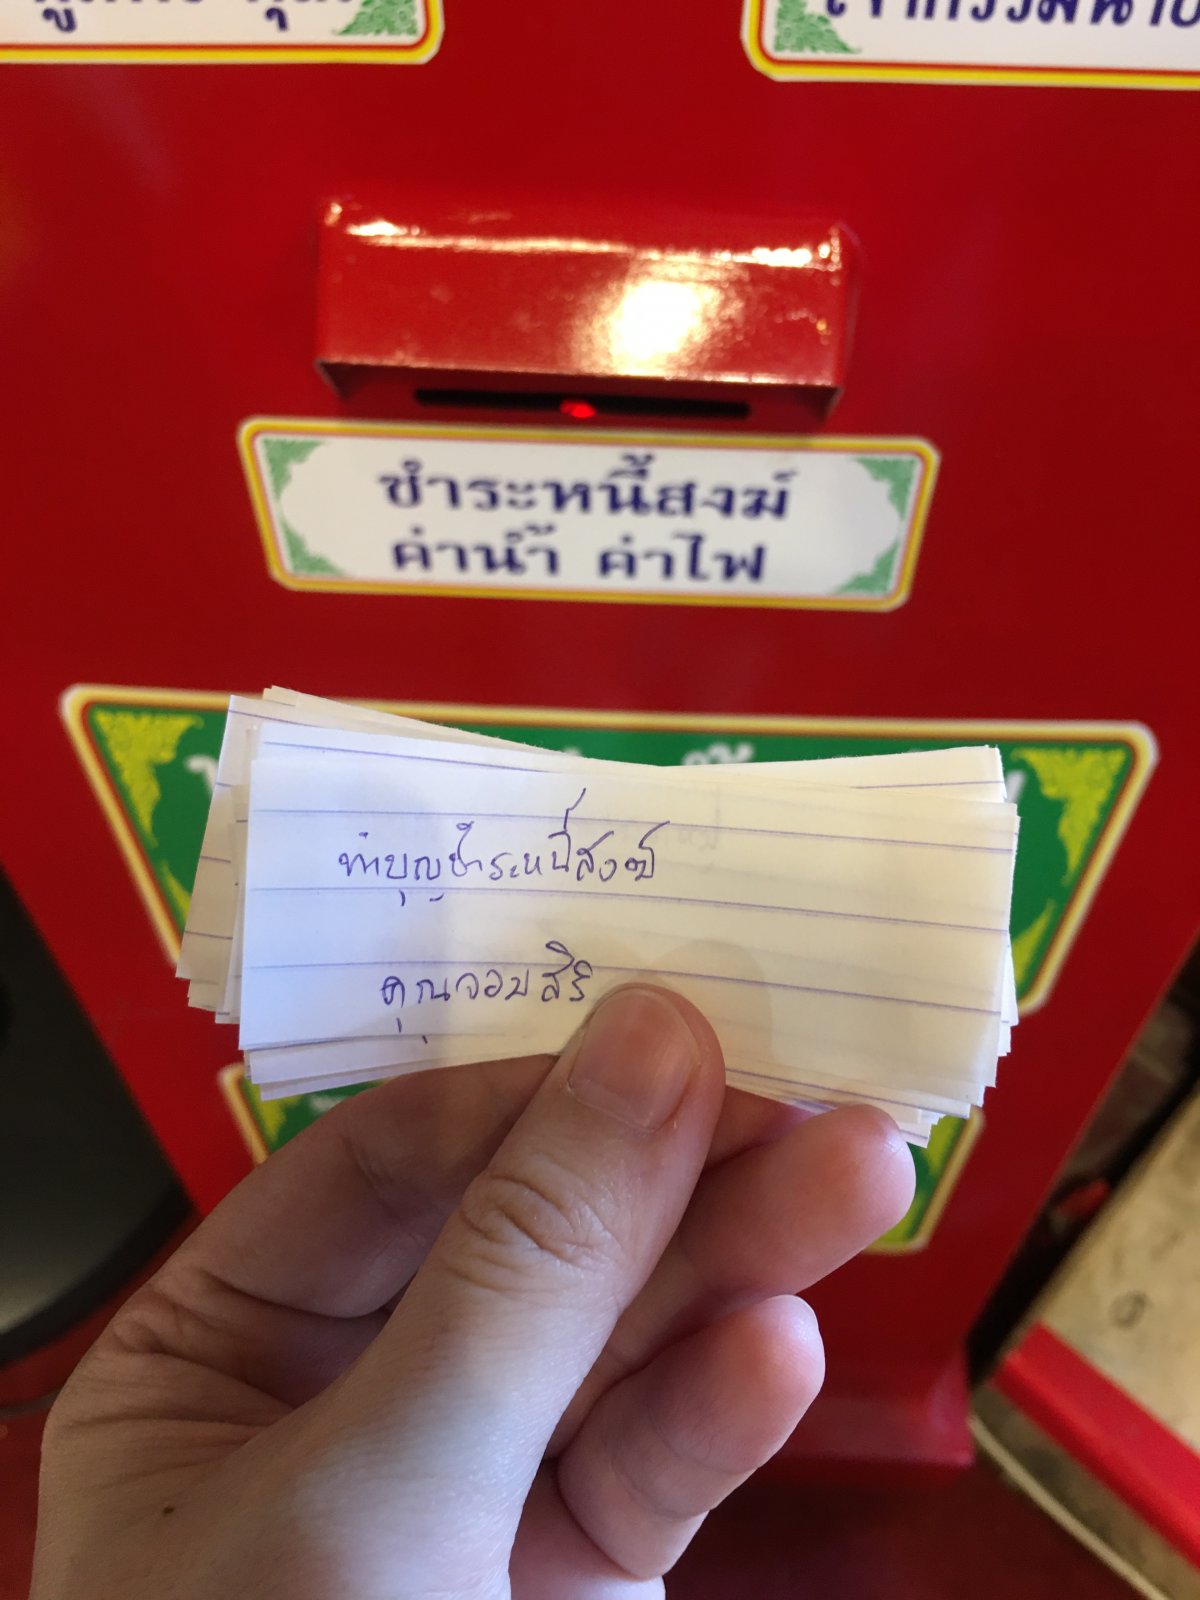 ชำระหนี้สงฆ์
ค่าน้ำ ค่าไฟ
ทำบุญชำระหนี้สงฆ์
คุณจอบสิริ